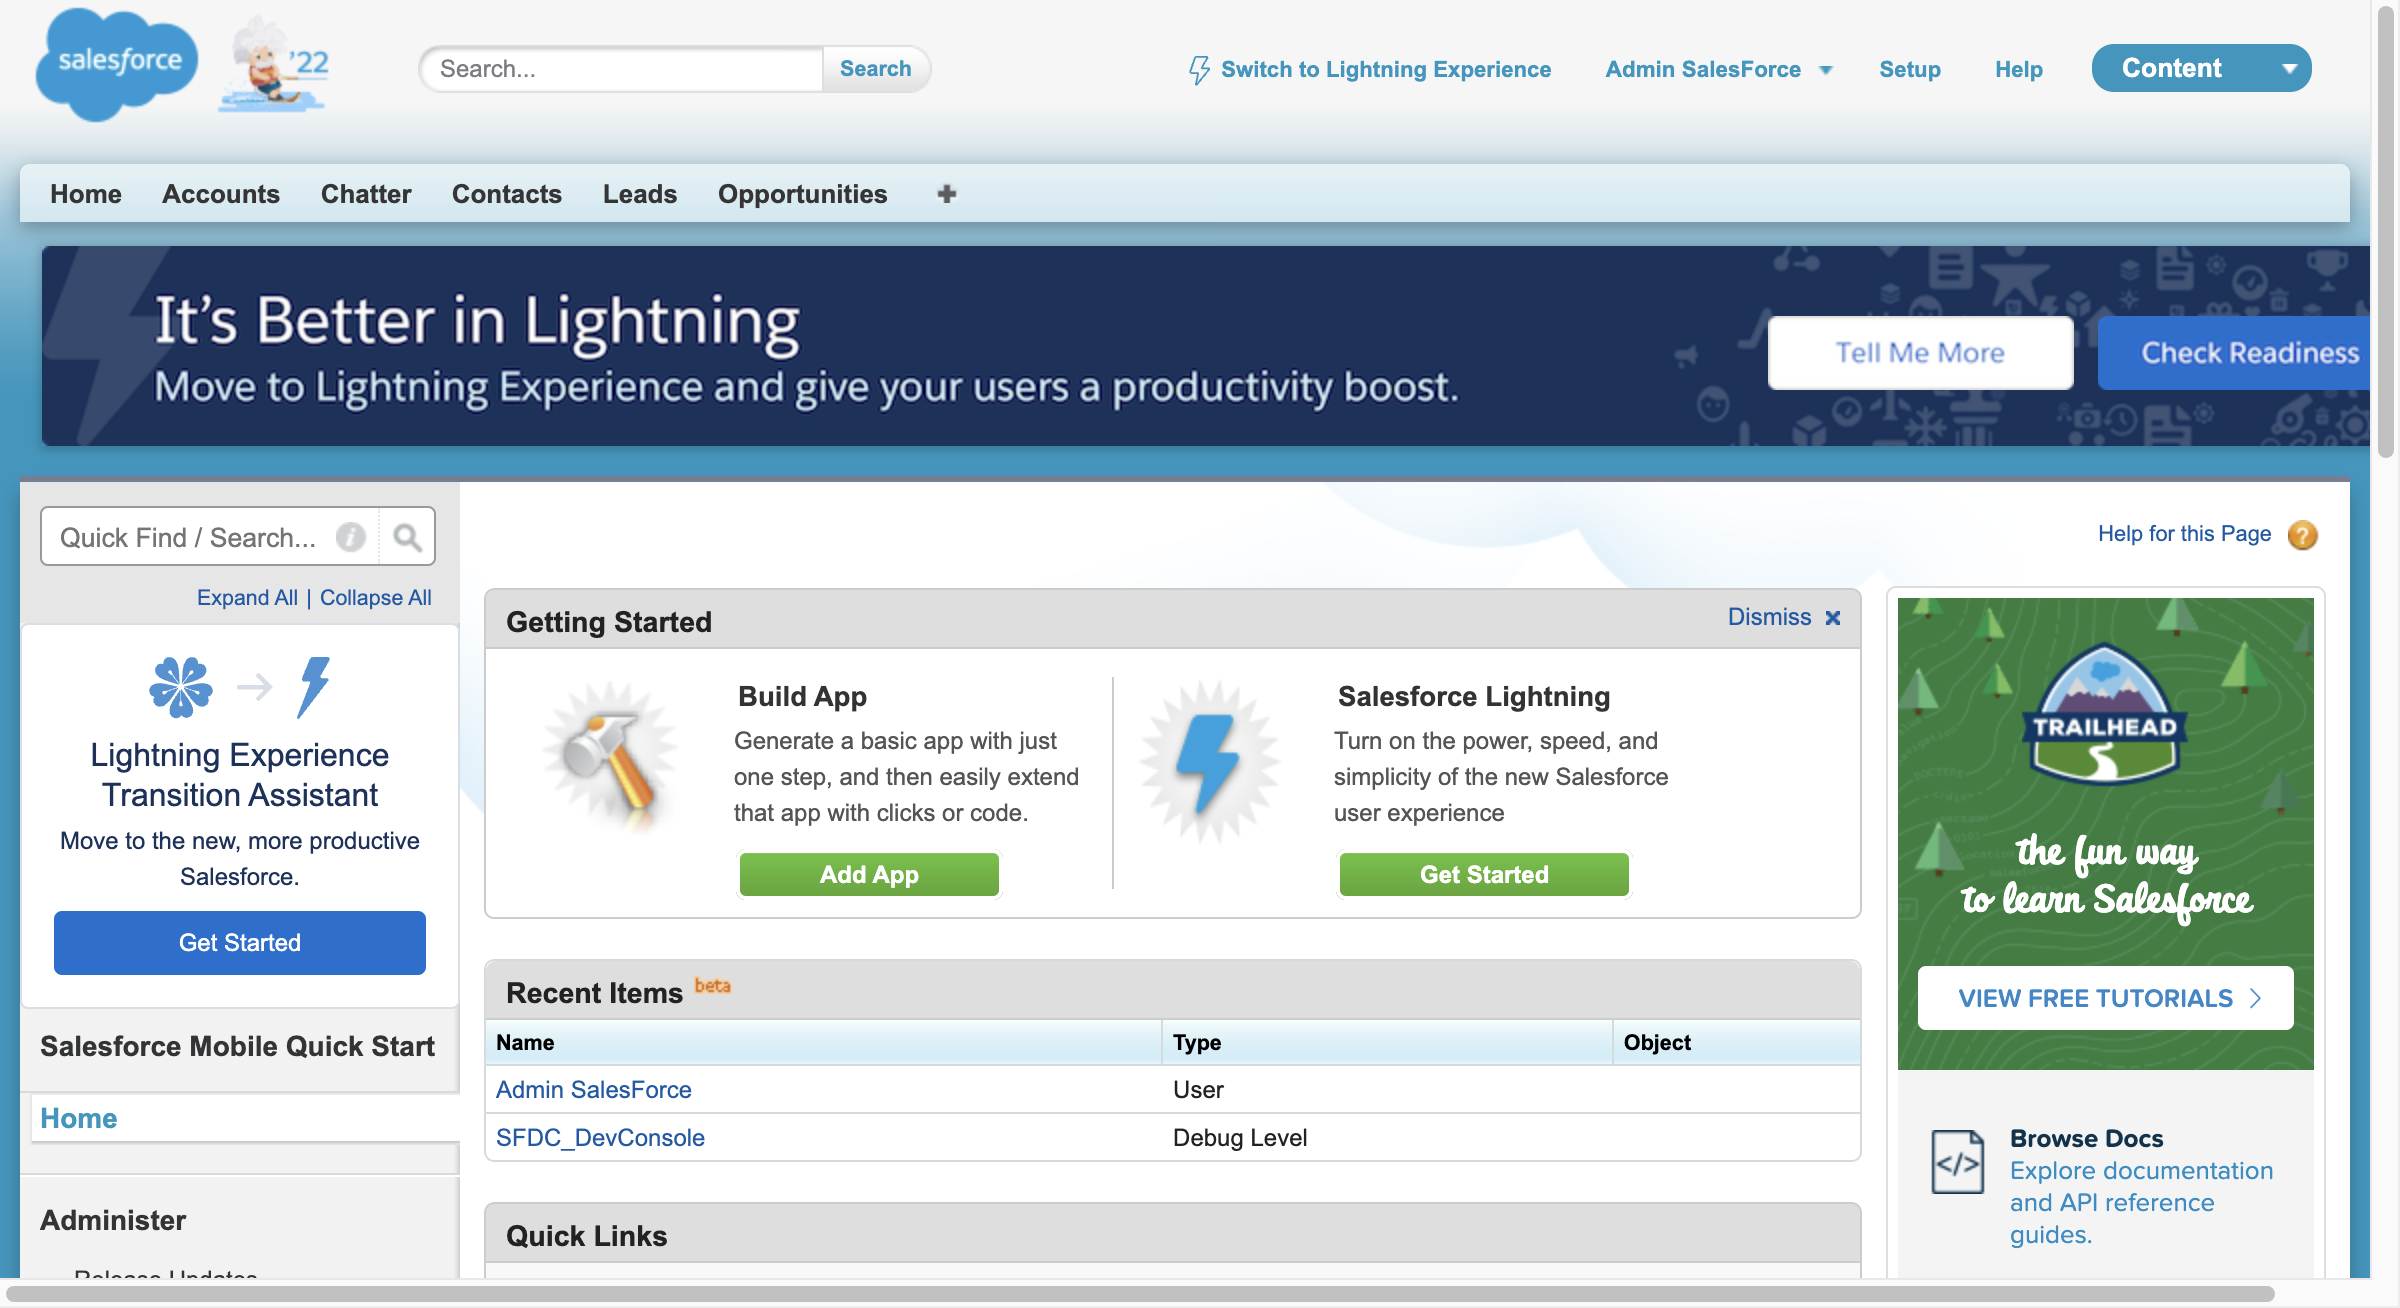 salesforce
'22
Search...
Search
Switch to Lightning Experience
Admin SalesForce
Setup
Help
Content
Home
Accounts
Chatter
Contacts
Leads
Opportunities
It's Better in Lightning
Move to Lightning Experience and give your users a productivity boost.
Tell Me More
Check Readiness
Quick Find / Search...
Expand All | Collapse All
Lightning Experience
Transition Assistant
Move to the new, more productive
Salesforce.
Get Started
Salesforce Mobile Quick Start
Home
Administer
Release Updates
Help for this Page
Getting Started
Dismiss
Build App
Generate a basic app with just
one step, and then easily extend
that app with clicks or code.
Add App
Salesforce Lightning
Turn on the power, speed, and
simplicity of the new Salesforce
user experience
Get Started
Recent Items beta
Name Type Object
Admin SalesForce User
SFDC_DevConsole Debug Level
Quick Links
TRAILHEAD
the fun way
to learn Salesforce
VIEW FREE TUTORIALS
Browse Docs
Explore documentation
and API reference
guides.